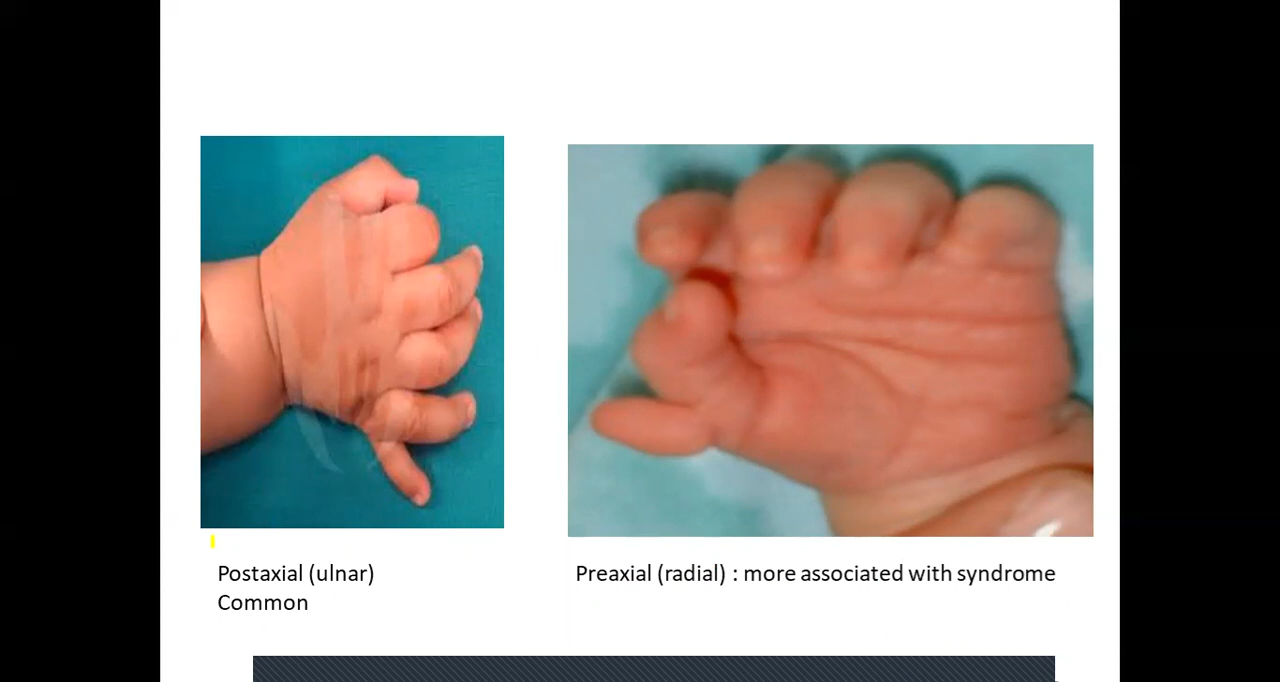 Postaxial (ulnar)
Common
Preaxial (radial) : more associated with syndrome